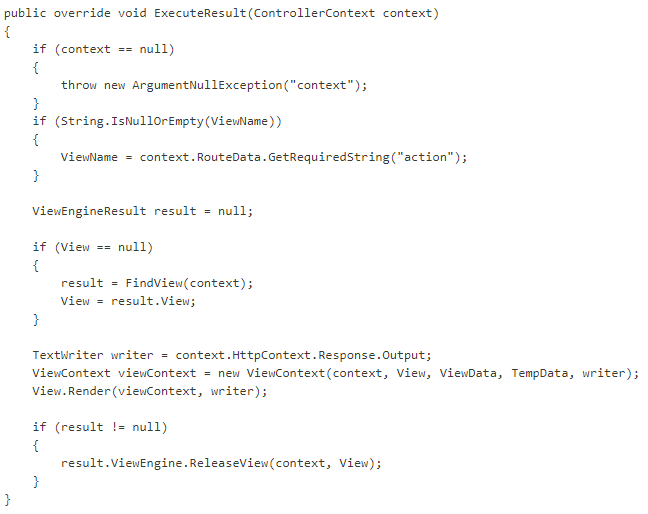 public override void ExecuteResult(ControllerContext context)
{
    if (context == null)
    {
        throw new ArgumentNullException("context");
    }
    if (String.IsNullOrEmpty(ViewName))
    {
        ViewName = context.RouteData.GetRequiredString("action");
    }

    ViewEngineResult result = null;

    if (View == null)
    {
        result = FindView(context);
        View = result.View;
    }

    TextWriter writer = context.HttpContext.Response.Output;
    ViewContext viewContext = new ViewContext(context, View, ViewData, TempData, writer);
    View.Render(viewContext, writer);

    if (result != null)
    {
        result.ViewEngine.ReleaseView(context, View);
    }
}